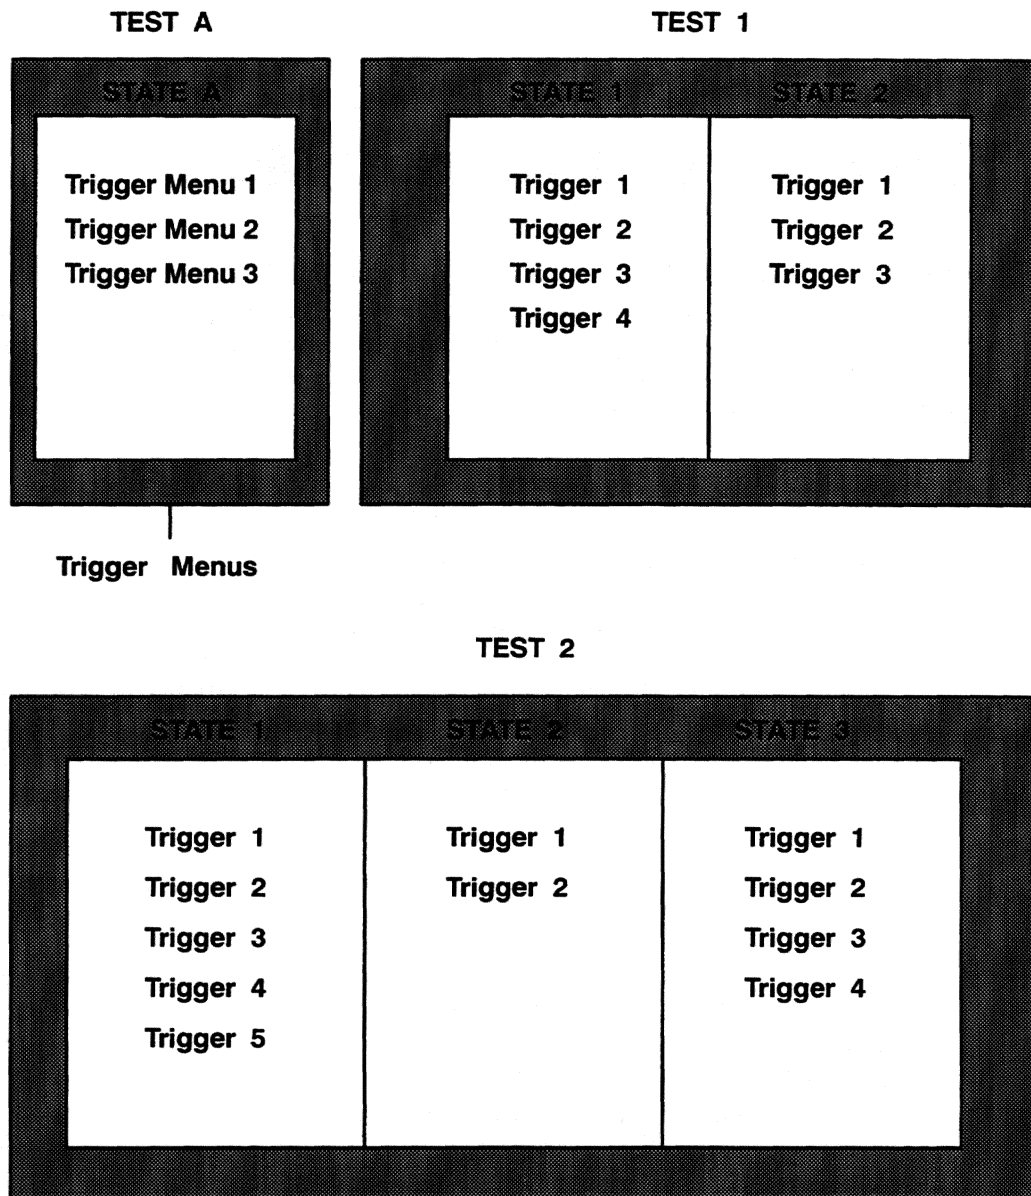 TEST A
STATE A
Trigger Menu 1
Trigger Menu 2
Trigger Menu 3
Trigger Menus
TEST 1
STATE 1
Trigger 1
Trigger 2
Trigger 3
Trigger 4
STATE 2
Trigger 1
Trigger 2
Trigger 3
TEST 2
STATE 1
Trigger 1
Trigger 2
Trigger 3
Trigger 4
Trigger 5
STATE 2
Trigger 1
Trigger 2
STATE 3
Trigger 1
Trigger 2
Trigger 3
Trigger 4